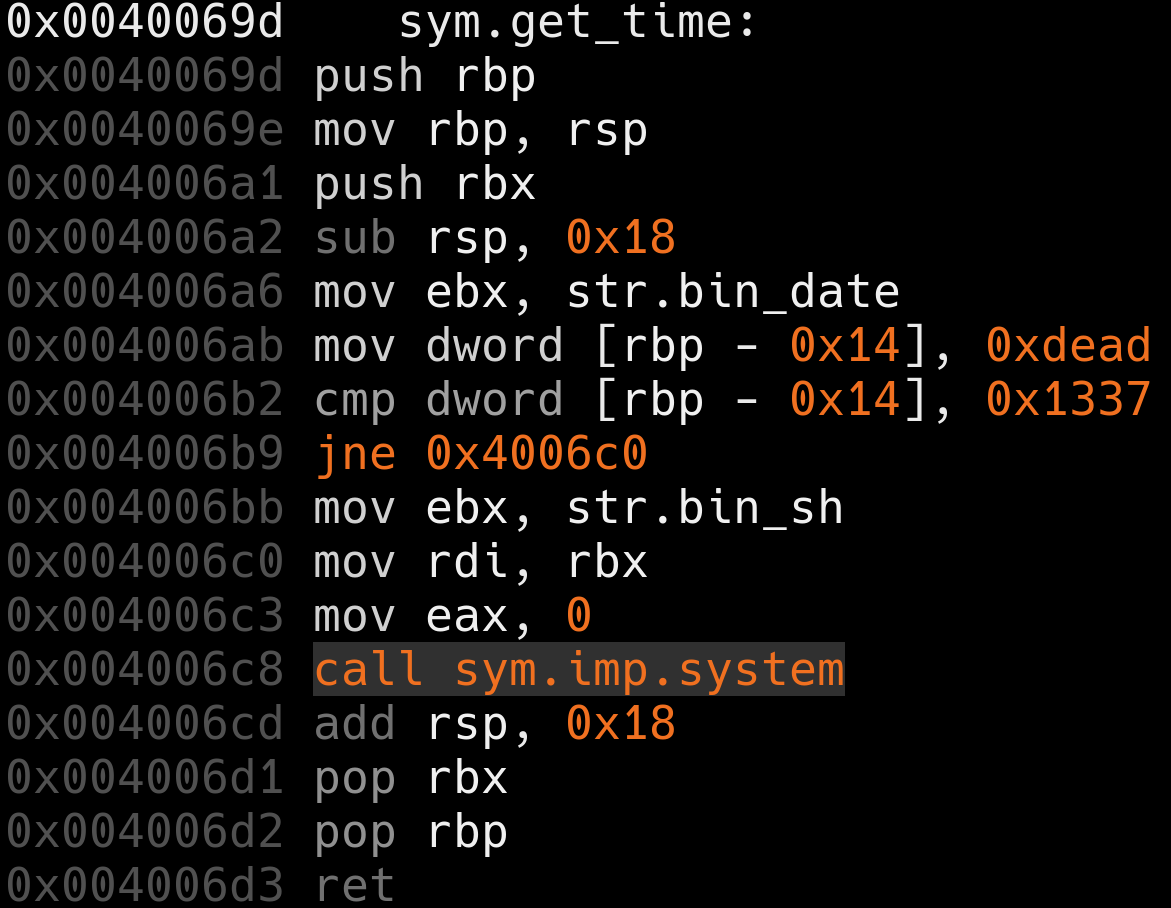 0x0040069d    sym.get_time:
0x0040069d push rbp
0x0040069e mov rbp, rsp
0x004006a1 push rbx
0x004006a2 sub rsp, 0x18
0x004006a6 mov ebx, str.bin_date
0x004006ab mov dword [rbp - 0x14], 0xdead
0x004006b2 cmp dword [rbp - 0x14], 0x1337
0x004006b9 jne 0x4006c0
0x004006bb mov ebx, str.bin_sh
0x004006c0 mov rdi, rbx
0x004006c3 mov eax, 0
0x004006c8 call sym.imp.system
0x004006cd add rsp, 0x18
0x004006d1 pop rbx
0x004006d2 pop rbp
0x004006d3 ret